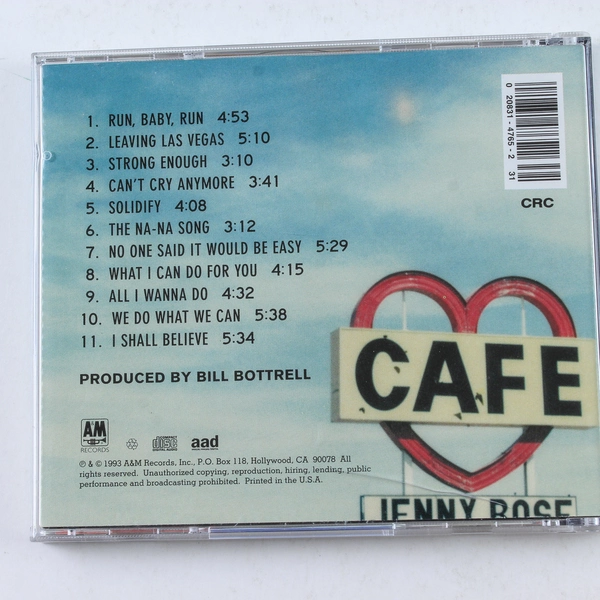 1. RUN, BABY, RUN 4:53
2. LEAVING LAS VEGAS 5:10
3. STRONG ENOUGH 3:10
4. CAN'T CRY ANYMORE 3:41
5. SOLIDIFY 4:08
6. THE NA-NA SONG 3:12
7. NO ONE SAID IT WOULD BE EASY 5:29
8. WHAT I CAN DO FOR YOU 4:15
9. ALL I WANNA DO 4:32
10. WE DO WHAT WE CAN 5:38
11. I SHALL BELIEVE 5:34
PRODUCED BY BILL BOTTRELL
0 20831-4765-2 31
CRC
CAFE
JENNY ROSE
A&M
RECORDS
aad
℗ & © 1993 A&M Records, Inc., P.O. Box 118, Hollywood, CA 90078 All
rights reserved. Unauthorized copying, reproduction, hiring, lending, public
performance and broadcasting prohibited. Printed in the U.S.A.